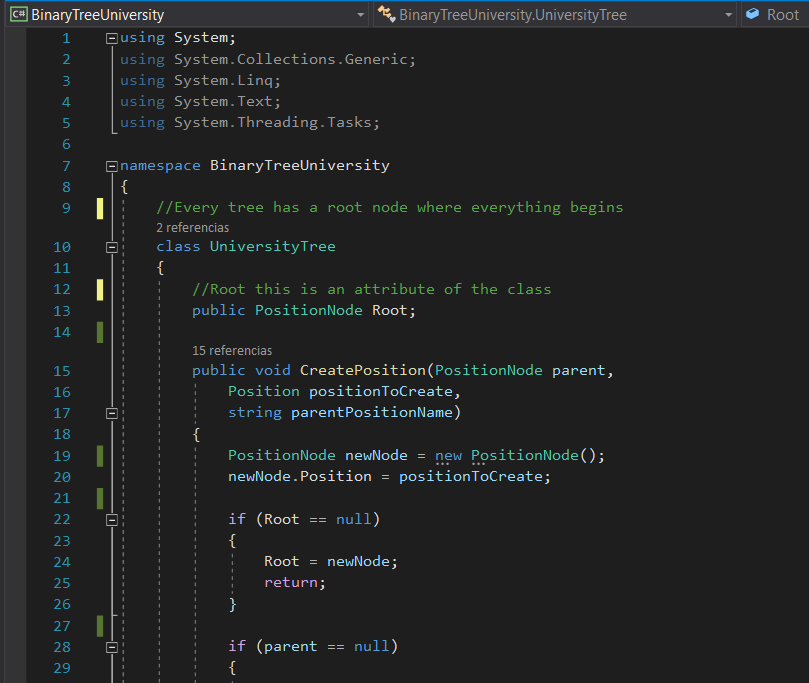 C# BinaryTreeUniversity BinaryTreeUniversity.UniversityTree Root
1 using System;
2 using System.Collections.Generic;
3 using System.Linq;
4 using System.Text;
5 using System.Threading.Tasks;
6
7 namespace BinaryTreeUniversity
8 {
9 //Every tree has a root node where everything begins
2 referencias
10 class UniversityTree
11 {
12 //Root this is an attribute of the class
13 public PositionNode Root;
14
15 referencias
15 public void CreatePosition(PositionNode parent,
16 Position positionToCreate,
17 string parentPositionName)
18 {
19 PositionNode newNode = new PositionNode();
20 newNode.Position = positionToCreate;
21
22 if (Root == null)
23 {
24 Root = newNode;
25 return;
26 }
27
28 if (parent == null)
29 {